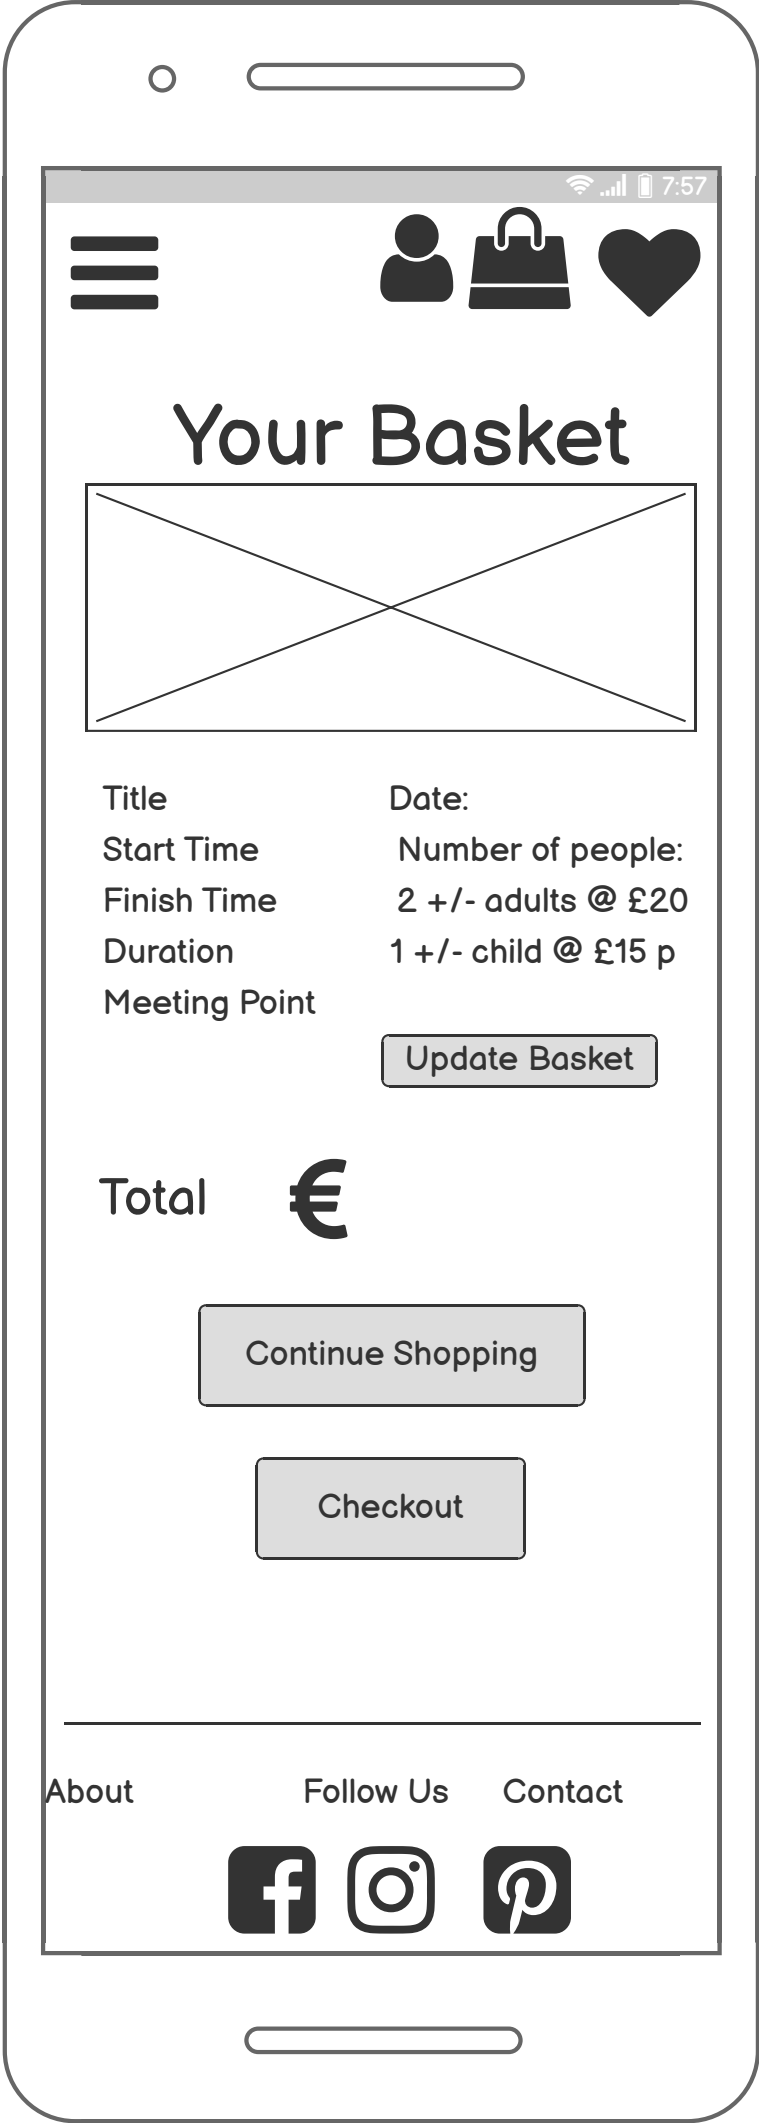 7:57
Your Basket
Title
Start Time
Finish Time
Duration
Meeting Point
Date:
Number of people:
2 +/- adults @ £20
1 +/- child @ £15 p
Update Basket
Total €
Continue Shopping
Checkout
About Follow Us Contact